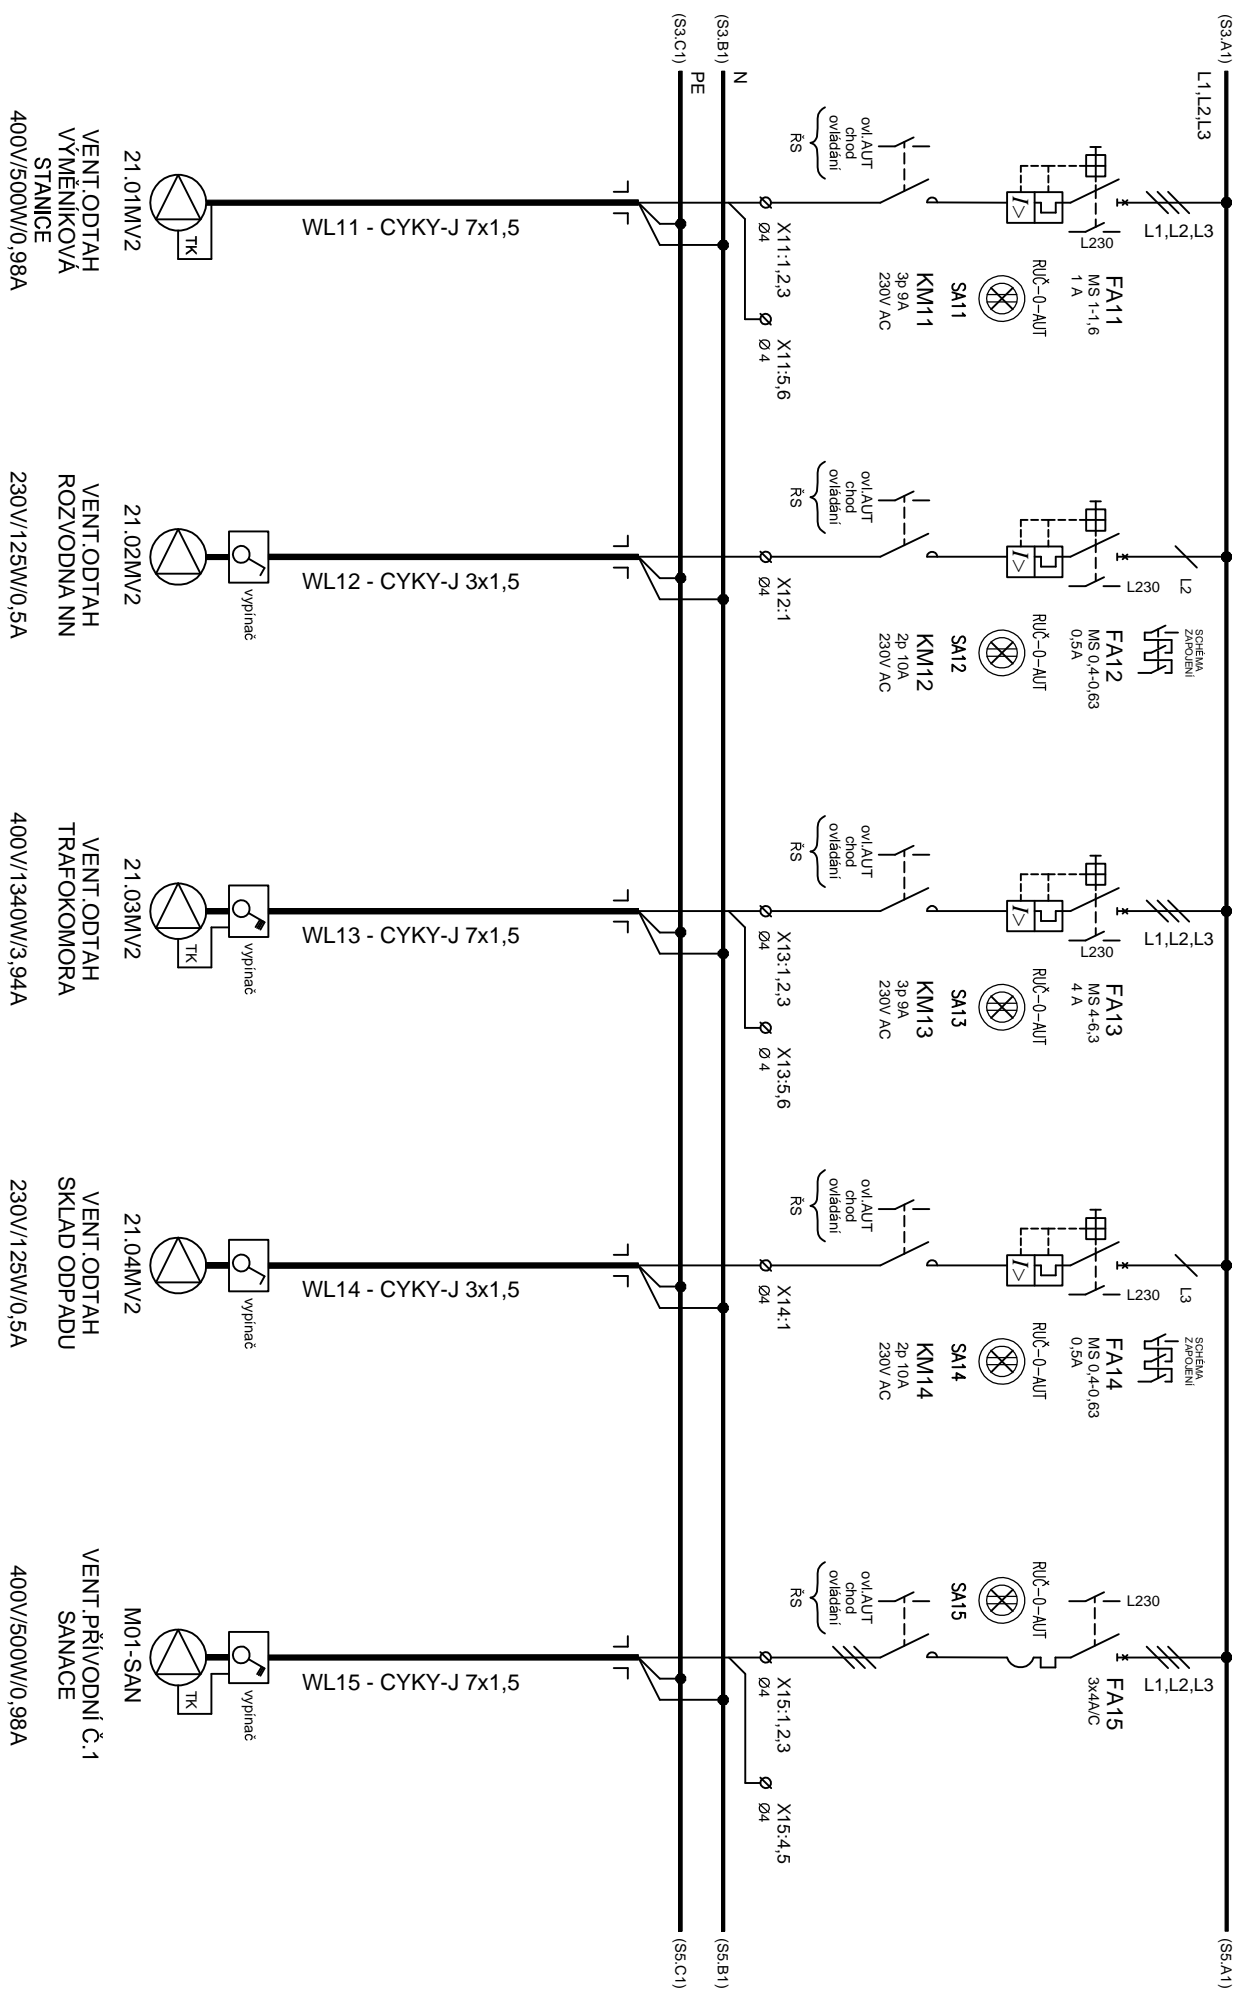 (S3.A1)
L1,L2,L3
(S5.A1)
(S3.B1)
N
(S5.B1)
(S3.C1)
PE
(S5.C1)
L1,L2,L3
L230
FA11
MS 1-1,6
1 A
RUČ-0-AUT
SA11
KM11
3p 9A
230V AC
I>
ovl.AUT
chod
ovládání
ŘS
X11:1,2,3
Ø4
X11:5,6
Ø 4
WL11 - CYKY-J 7x1,5
TK
21.01MV2
VENT.ODTAH
VÝMĚNÍKOVÁ
STANICE
400V/500W/0,98A
L2
L230
SCHÉMA
ZAPOJENÍ
FA12
MS 0,4-0,63
0,5A
RUČ-0-AUT
SA12
KM12
2p 10A
230V AC
I>
ovl.AUT
chod
ovládání
ŘS
X12:1
Ø4
WL12 - CYKY-J 3x1,5
vypínač
21.02MV2
VENT.ODTAH
ROZVODNA NN
230V/125W/0,5A
L1,L2,L3
L230
FA13
MS 4-6,3
4 A
RUČ-0-AUT
SA13
KM13
3p 9A
230V AC
I>
ovl.AUT
chod
ovládání
ŘS
X13:1,2,3
Ø4
X13:5,6
Ø 4
WL13 - CYKY-J 7x1,5
vypínač
TK
21.03MV2
VENT.ODTAH
TRAFOKOMORA
400V/1340W/3,94A
L3
L230
SCHÉMA
ZAPOJENÍ
FA14
MS 0,4-0,63
0,5A
RUČ-0-AUT
SA14
KM14
2p 10A
230V AC
I>
ovl.AUT
chod
ovládání
ŘS
X14:1
Ø4
WL14 - CYKY-J 3x1,5
vypínač
21.04MV2
VENT.ODTAH
SKLAD ODPADU
230V/125W/0,5A
L1,L2,L3
L230
FA15
3x4A/C
RUČ-0-AUT
SA15
ovl.AUT
chod
ovládání
ŘS
X15:1,2,3
Ø4
X15:4,5
Ø4
WL15 - CYKY-J 7x1,5
vypínač
TK
M01-SAN
VENT.PŘÍVODNÍ Č.1
SANACE
400V/500W/0,98A